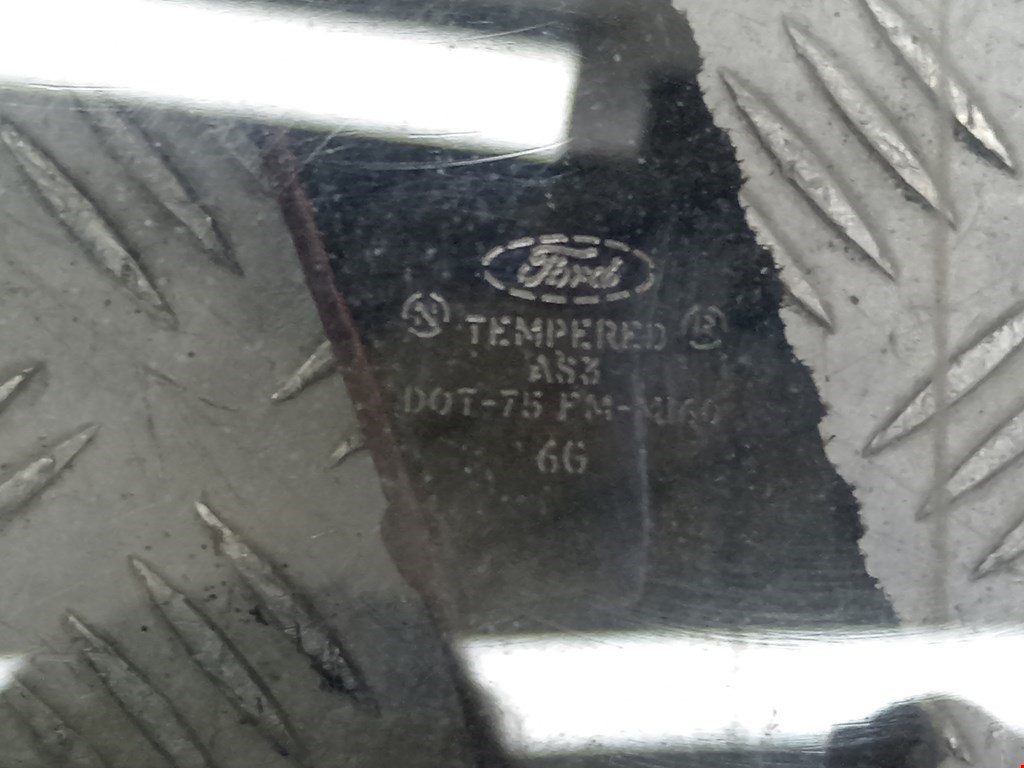 Ford
TEMPERED
AS3
DOT-75
6G